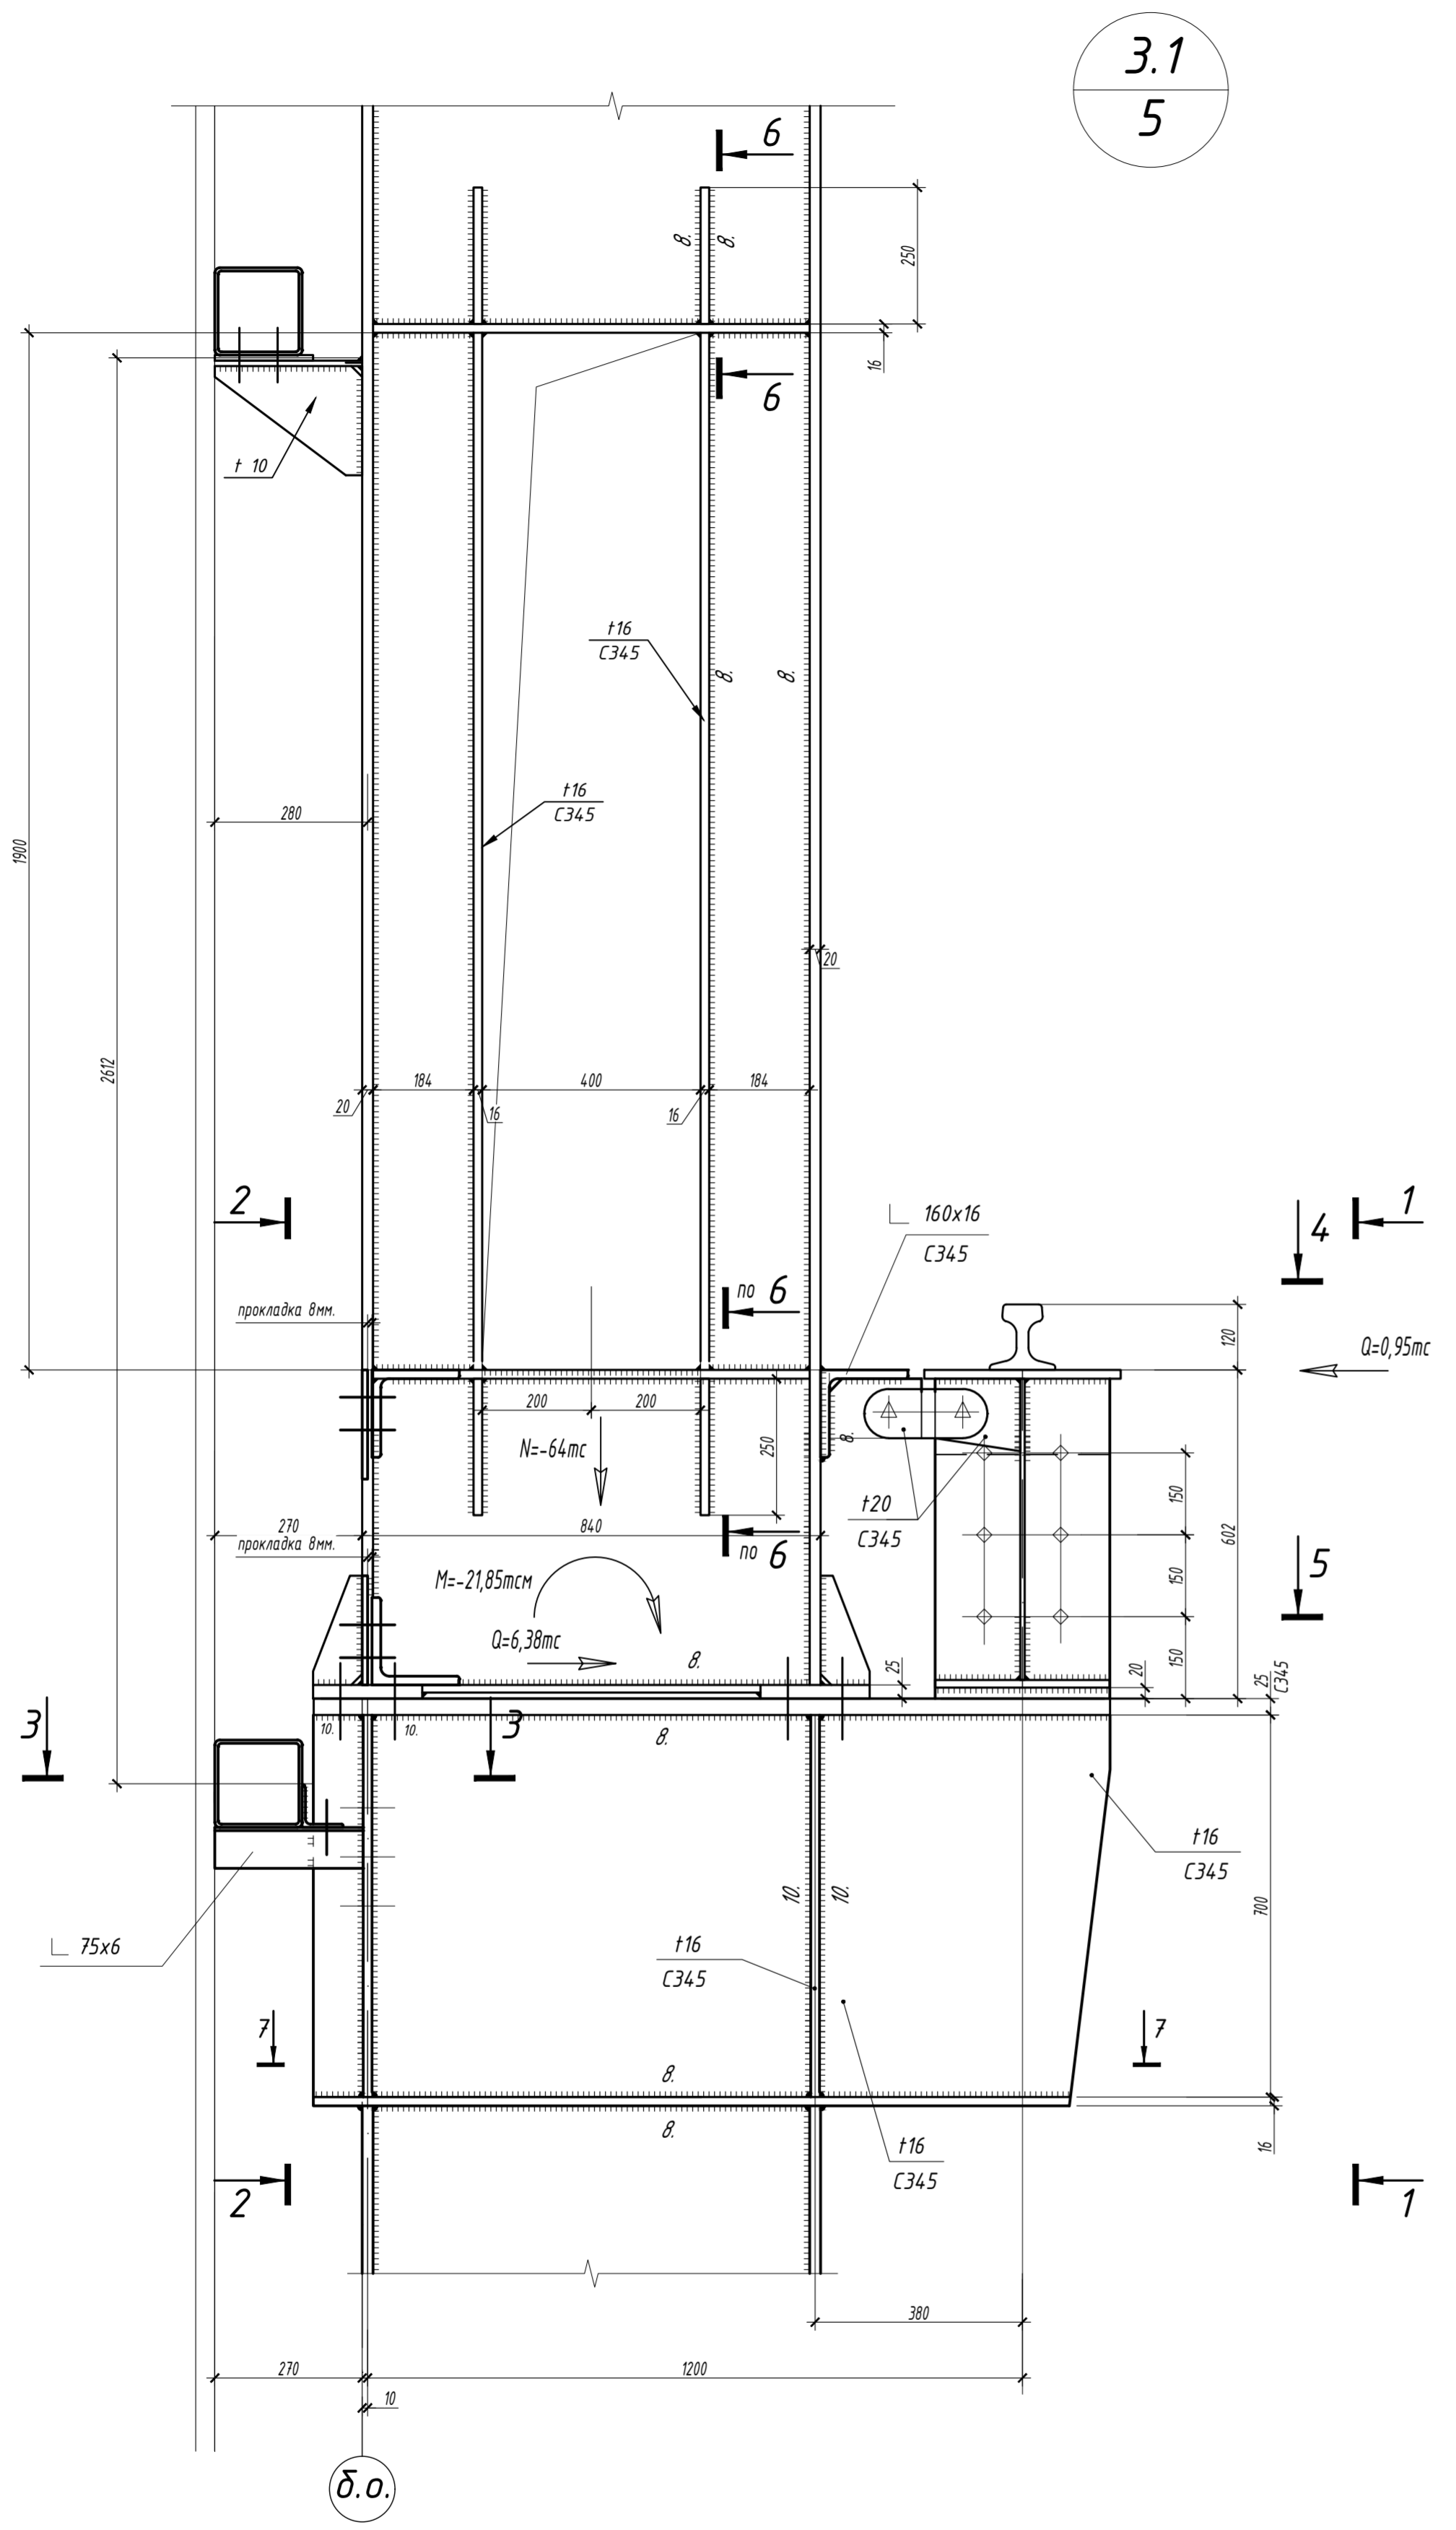 3.1
5
6
8.
8.
250
16
6
t 10
t16
C345
8.
8.
t16
C345
280
1900
20
2612
184
400
184
20
16
16
2
160x16
C345
4
1
по 6
прокладка 8мм.
120
Q=0,95тс
200
200
8.
N=-64тс
250
150
t20
C345
602
270
840
прокладка 8мм.
по 6
5
M=-21,85тсм
150
Q=6,38тс
8.
25
20
150
25
C345
3
10.
10.
3
8.
t16
C345
10.
10.
700
75x6
t16
C345
7
7
8.
8.
t16
C345
16
2
1
380
270
1200
10
б.о.